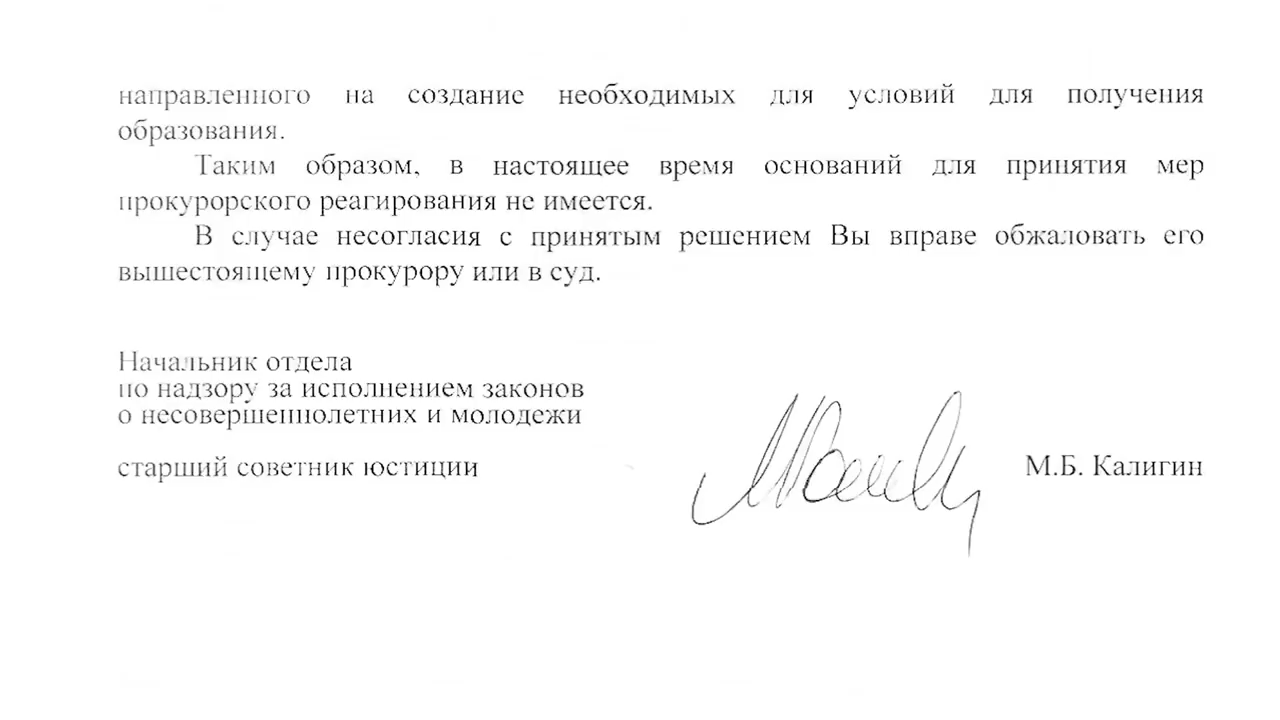 направленного на создание необходимых для условий для получения
образования.
Таким образом, в настоящее время оснований для принятия мер
прокурорского реагирования не имеется.
В случае несогласия с принятым решением Вы вправе обжаловать его
вышестоящему прокурору или в суд.
Начальник отдела
по надзору за исполнением законов
о несовершеннолетних и молодежи
старший советник юстиции
М.Б. Калигин